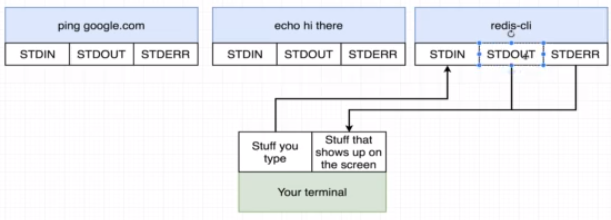 ping google.com
STDIN STDOUT STDERR
echo hi there
STDIN STDOUT STDERR
redis-cli
STDIN STDOUT STDERR
Stuff you
type
Stuff that
shows up on
the screen
Your terminal